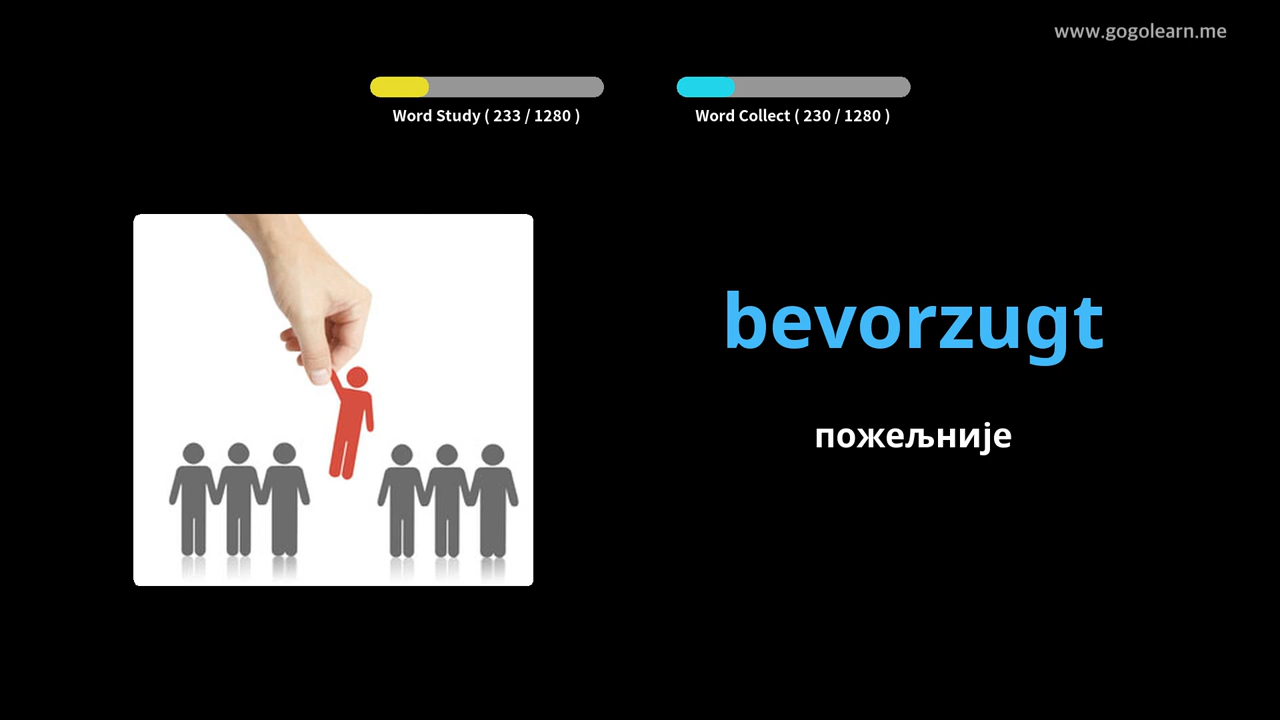 www.gogolearn.me
Word Study ( 233 / 1280 )
Word Collect ( 230 / 1280 )
bevorzugt
пожељније